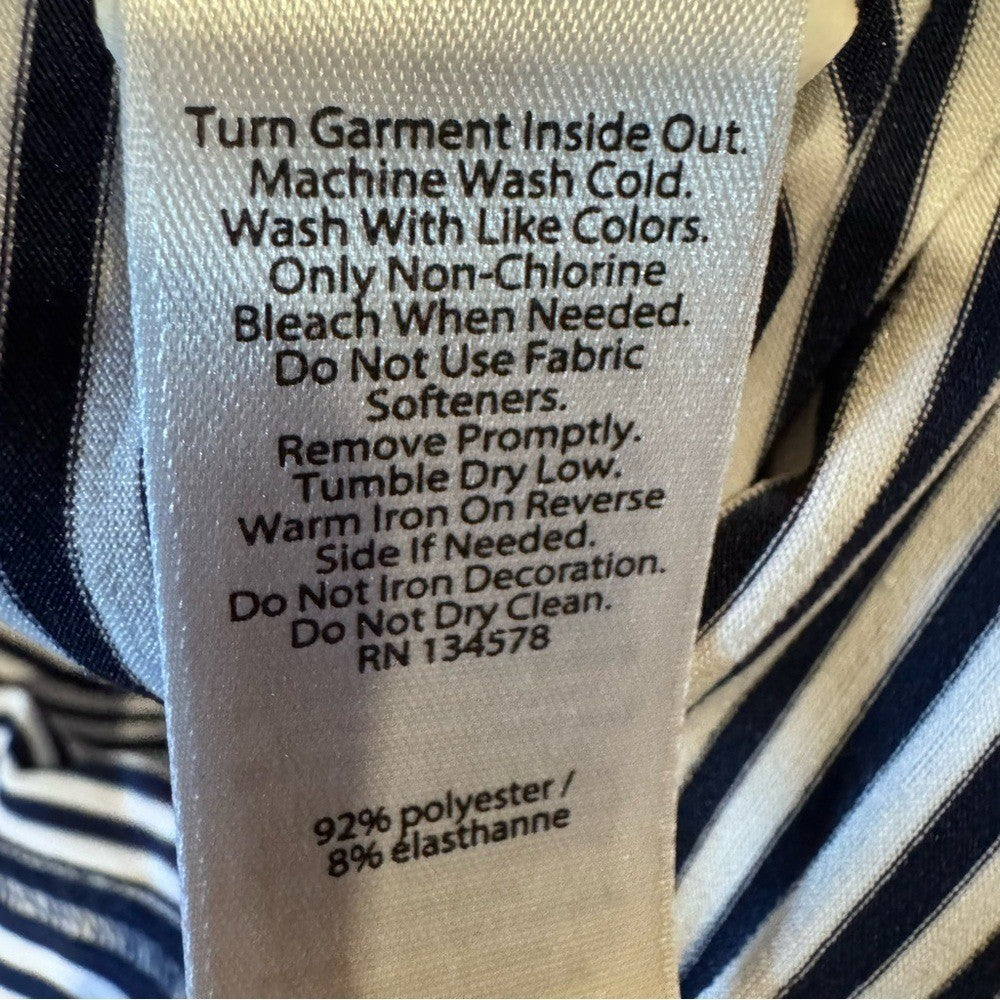 Turn Garment Inside Out.
Machine Wash Cold.
Wash With Like Colors.
Only Non-Chlorine
Bleach When Needed.
Do Not Use Fabric
Softeners.
Remove Promptly.
Tumble Dry Low.
Warm Iron On Reverse
Side If Needed.
Do Not Iron Decoration.
Do Not Dry Clean.
RN 134578
92% polyester /
8% élasthanne